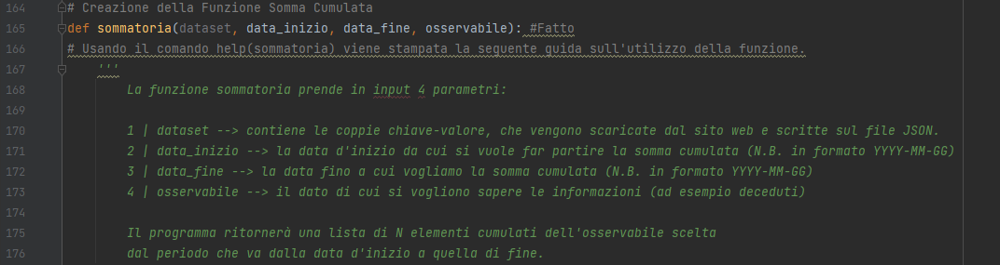 164 # Creazione della Funzione Somma Cumulata
165 def sommatoria(dataset, data_inizio, data_fine, osservabile): #Fatto
166 # Usando il comando help(sommatoria) viene stampata la seguente guida sull'utilizzo della funzione.
167 '''
168 La funzione sommatoria prende in input 4 parametri:
169
170 1 | dataset --> contiene le coppie chiave-valore, che vengono scaricate dal sito web e scritte sul file JSON.
171 2 | data_inizio --> la data d'inizio da cui si vuole far partire la somma cumulata (N.B. in formato YYYY-MM-GG)
172 3 | data_fine --> la data fino a cui vogliamo la somma cumulata (N.B. in formato YYYY-MM-GG)
173 4 | osservabile --> il dato di cui si vogliono sapere le informazioni (ad esempio deceduti)
174
175 Il programma ritornerà una lista di N elementi cumulati dell'osservabile scelta
176 dal periodo che va dalla data d'inizio a quella di fine.